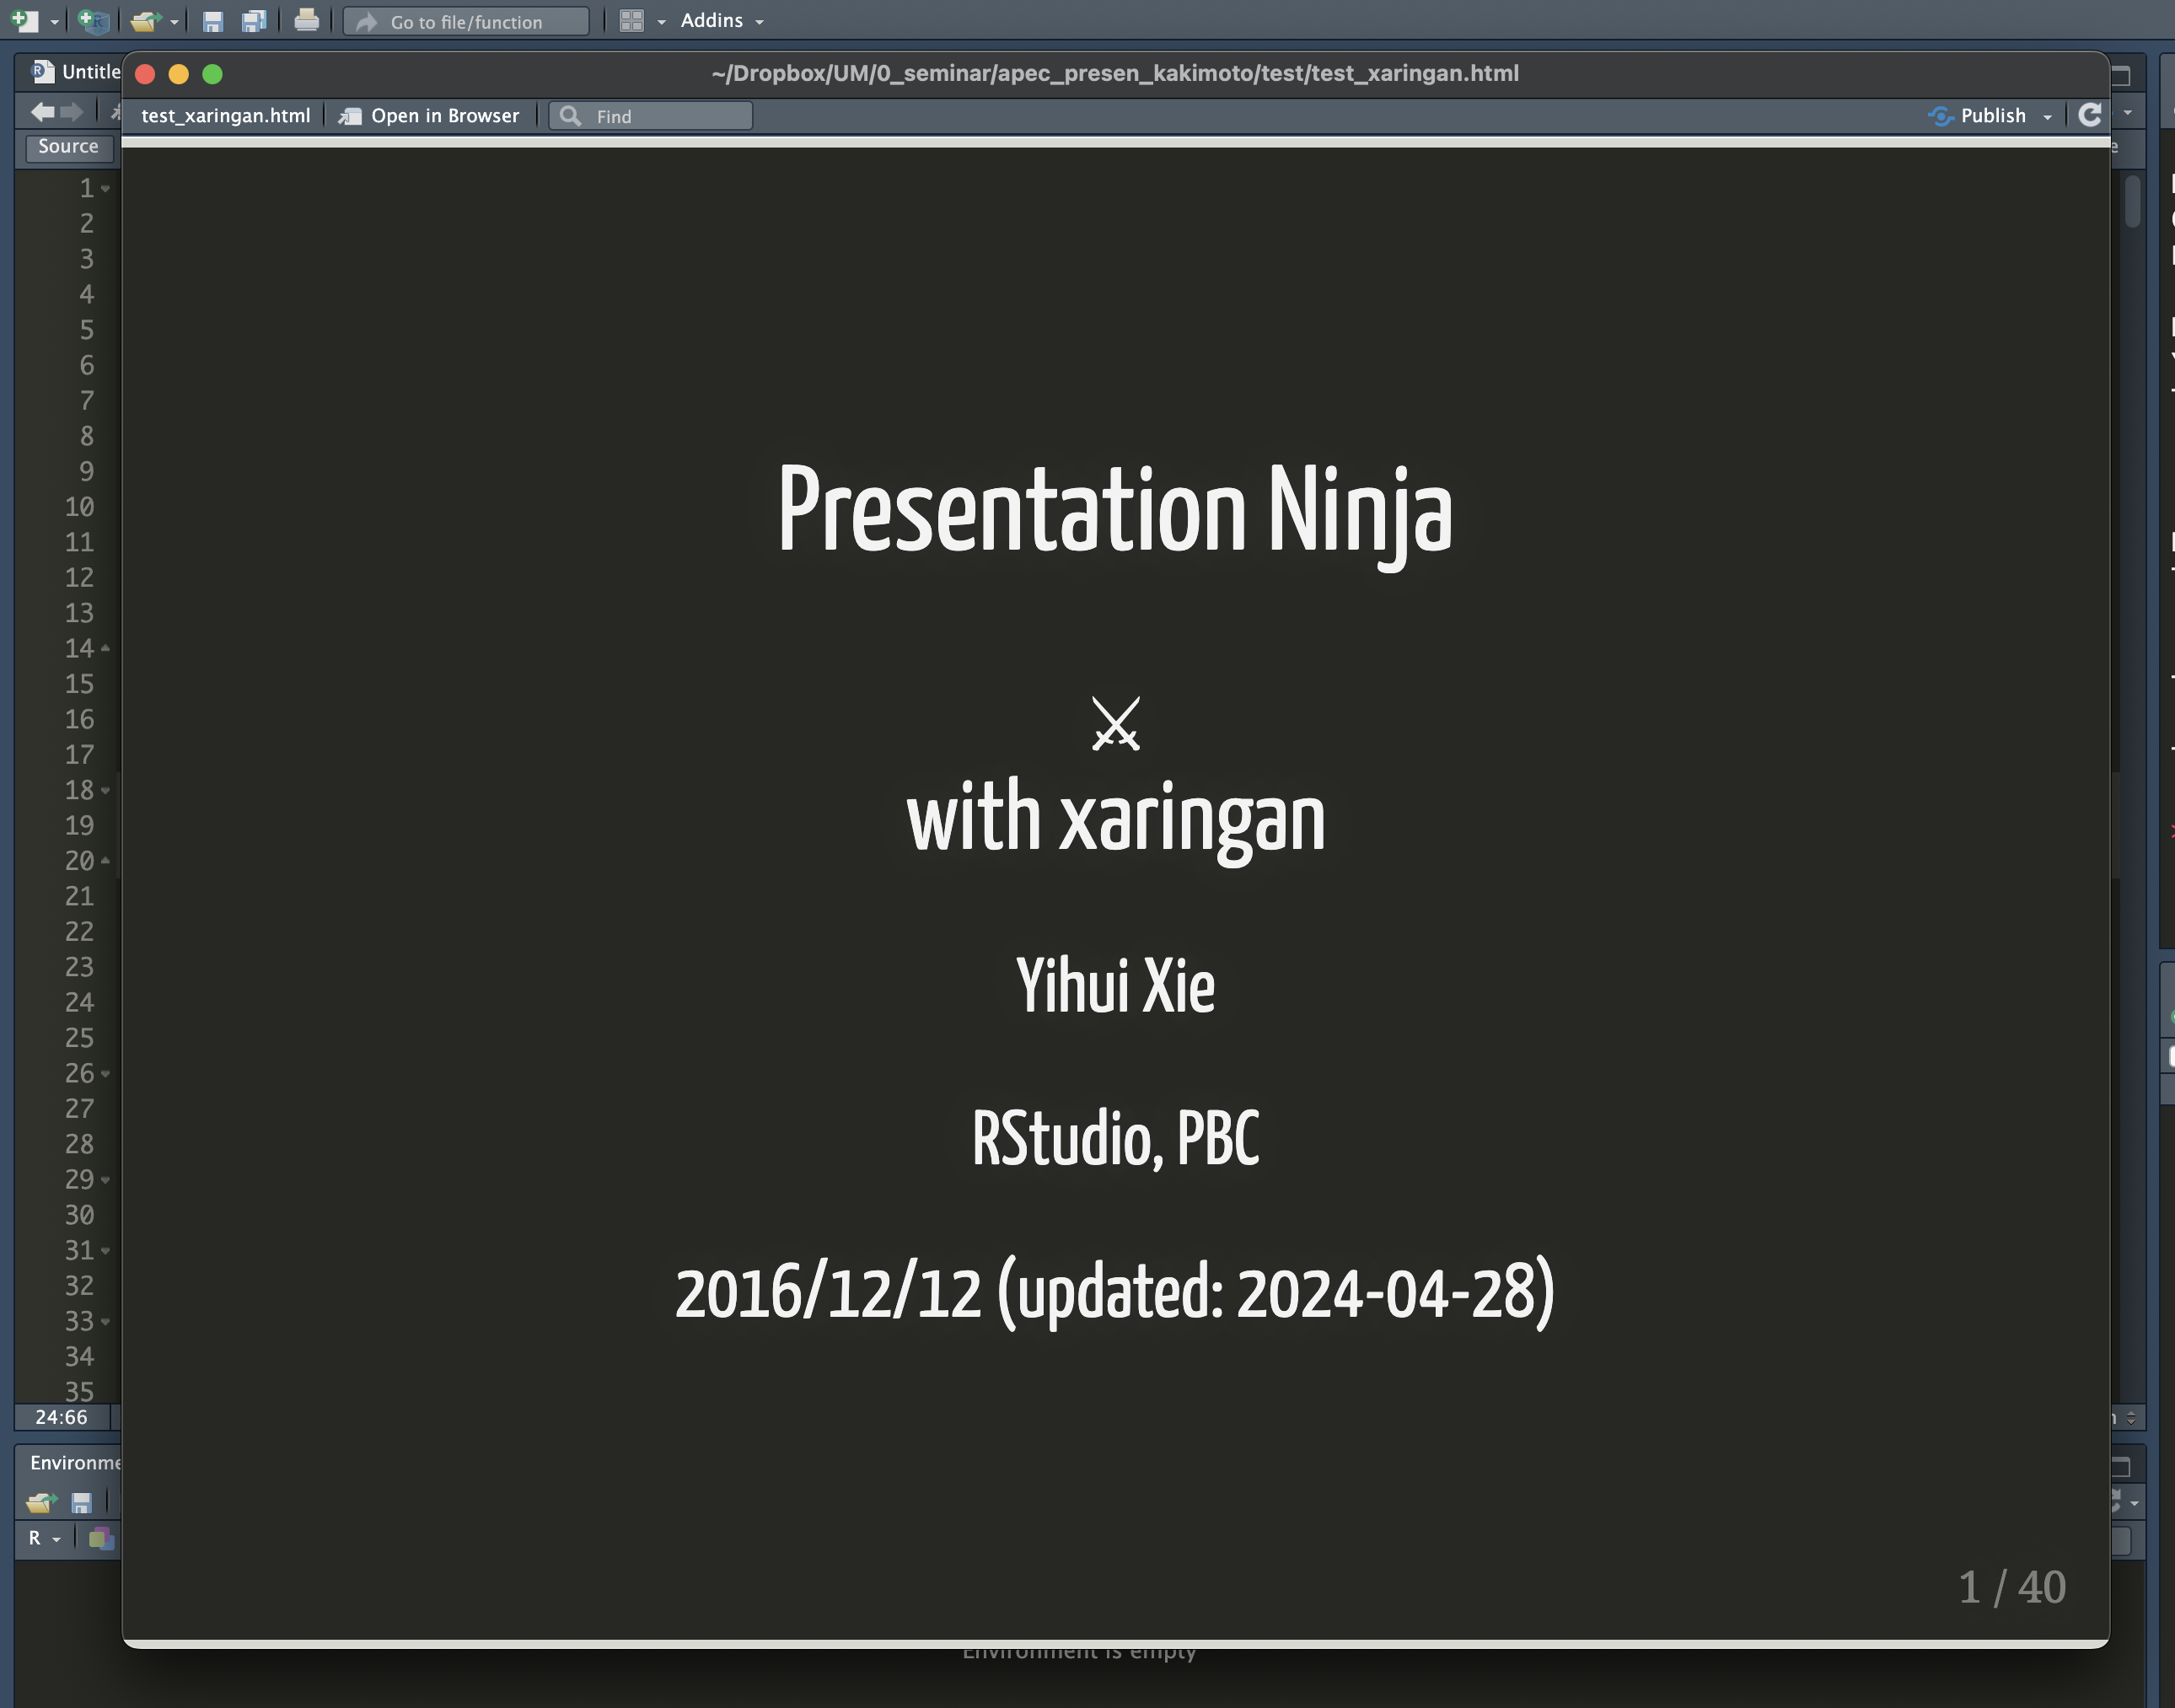 Go to file/function
Addins
Untitle
~/Dropbox/UM/0_seminar/apec_presen_kakimoto/test/test_xaringan.html
test_xaringan.html
Open in Browser
Find
Publish
Source
1
2
3
4
5
6
7
8
9
10
11
12
13
14
15
16
17
18
19
20
21
22
23
24
25
26
27
28
29
30
31
32
33
34
35
Presentation Ninja
⚔
with xaringan
Yihui Xie
RStudio, PBC
2016/12/12 (updated: 2024-04-28)
1 / 40
24:66
Environme
R
Environment is empty